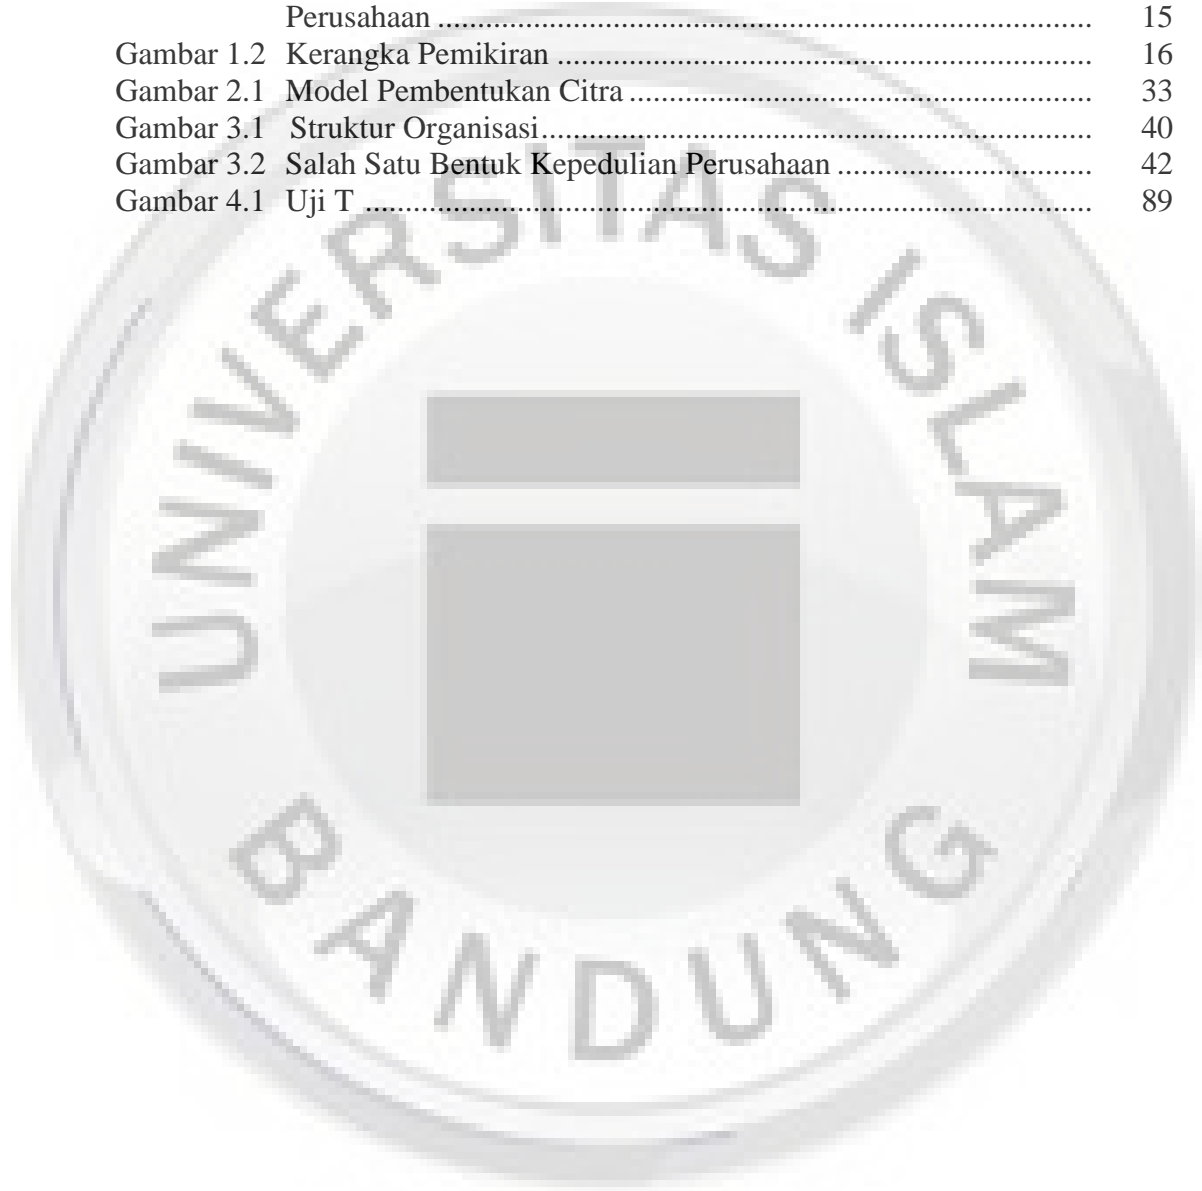 Perusahaan ................................................................................ 15
Gambar 1.2 Kerangka Pemikiran ................................................................. 16
Gambar 2.1 Model Pembentukan Citra ........................................................ 33
Gambar 3.1 Struktur Organisasi................................................................... 40
Gambar 3.2 Salah Satu Bentuk Kepedulian Perusahaan ............................... 42
Gambar 4.1 Uji T ......................................................................................... 89
UNIVERSITAS ISLAM
BANDUNG